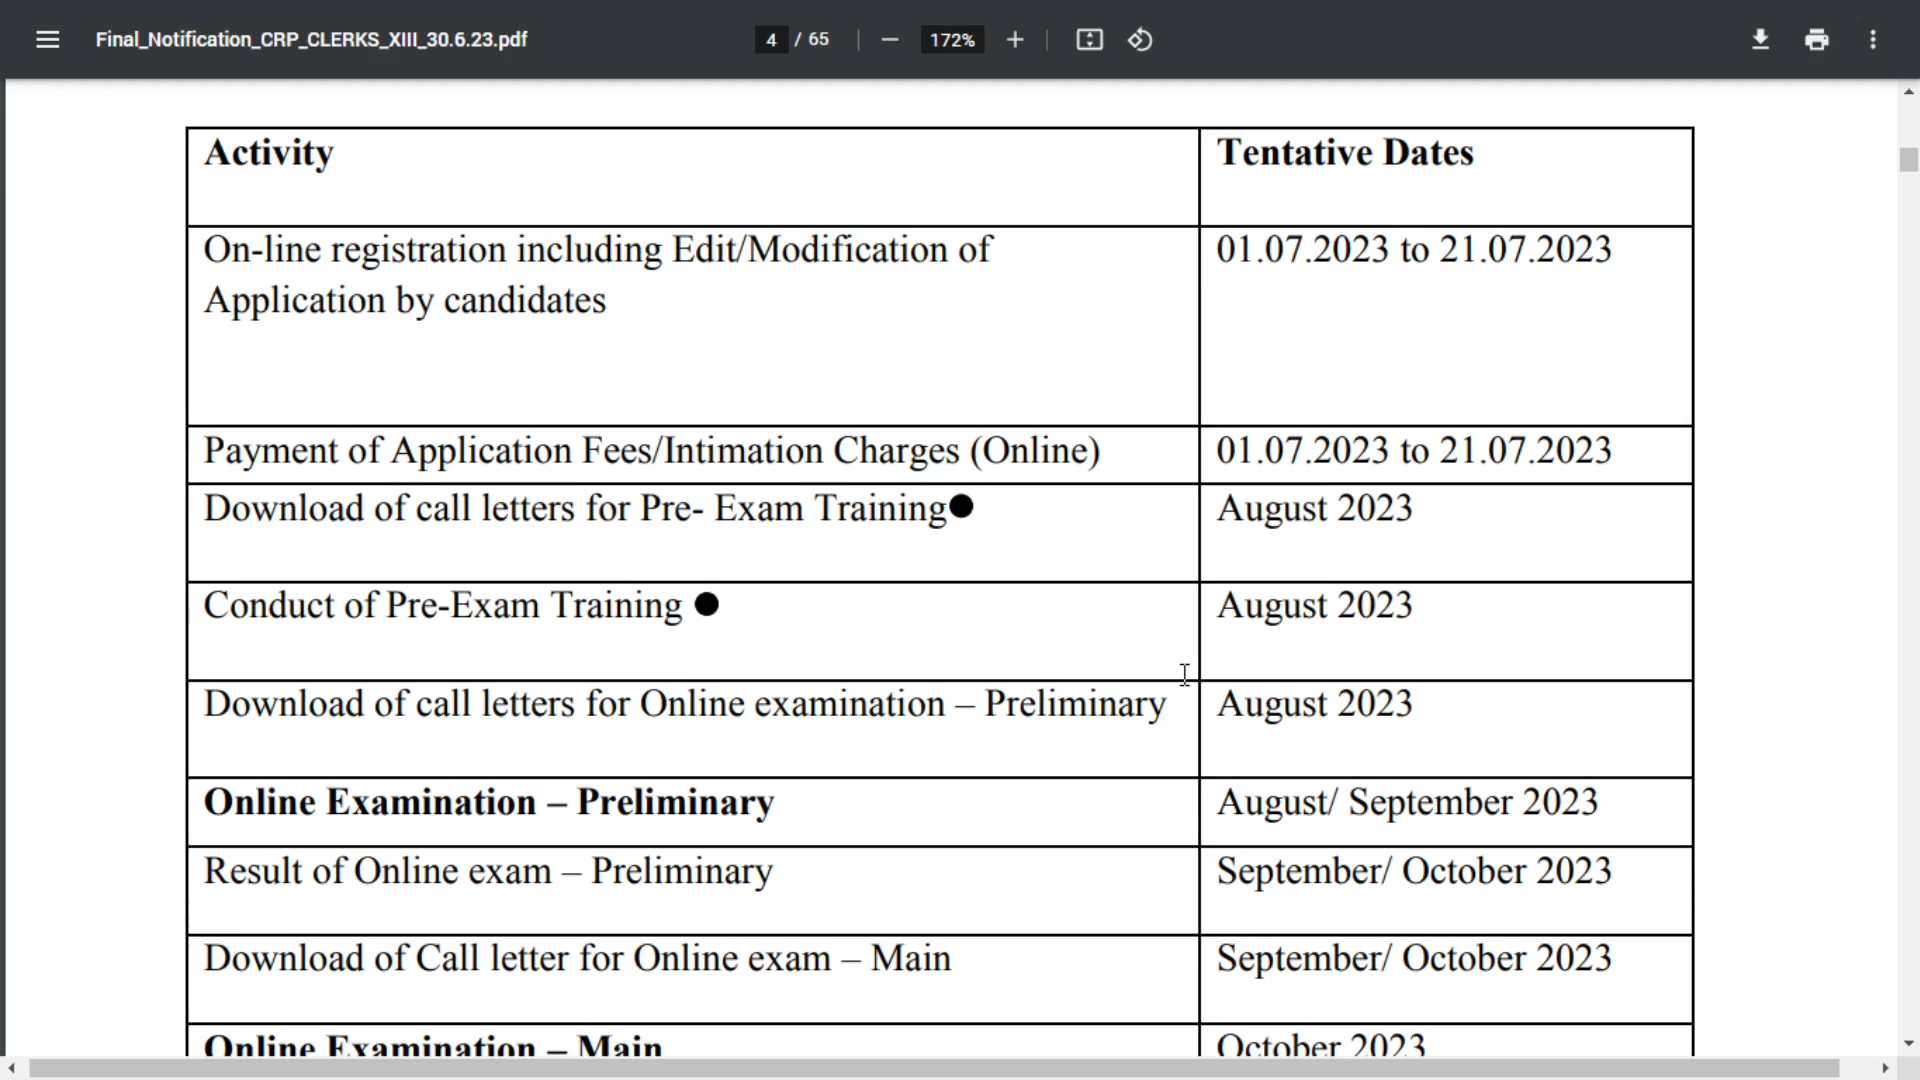 Final_Notification_CRP_CLERKS_XIII_30.6.23.pdf
4 / 65
172%
Activity
Tentative Dates
On-line registration including Edit/Modification of
Application by candidates
01.07.2023 to 21.07.2023
Payment of Application Fees/Intimation Charges (Online)
01.07.2023 to 21.07.2023
Download of call letters for Pre- Exam Training●
August 2023
Conduct of Pre-Exam Training ●
August 2023
Download of call letters for Online examination – Preliminary
August 2023
Online Examination – Preliminary
August/ September 2023
Result of Online exam – Preliminary
September/ October 2023
Download of Call letter for Online exam – Main
September/ October 2023
Online Examination – Main
October 2023